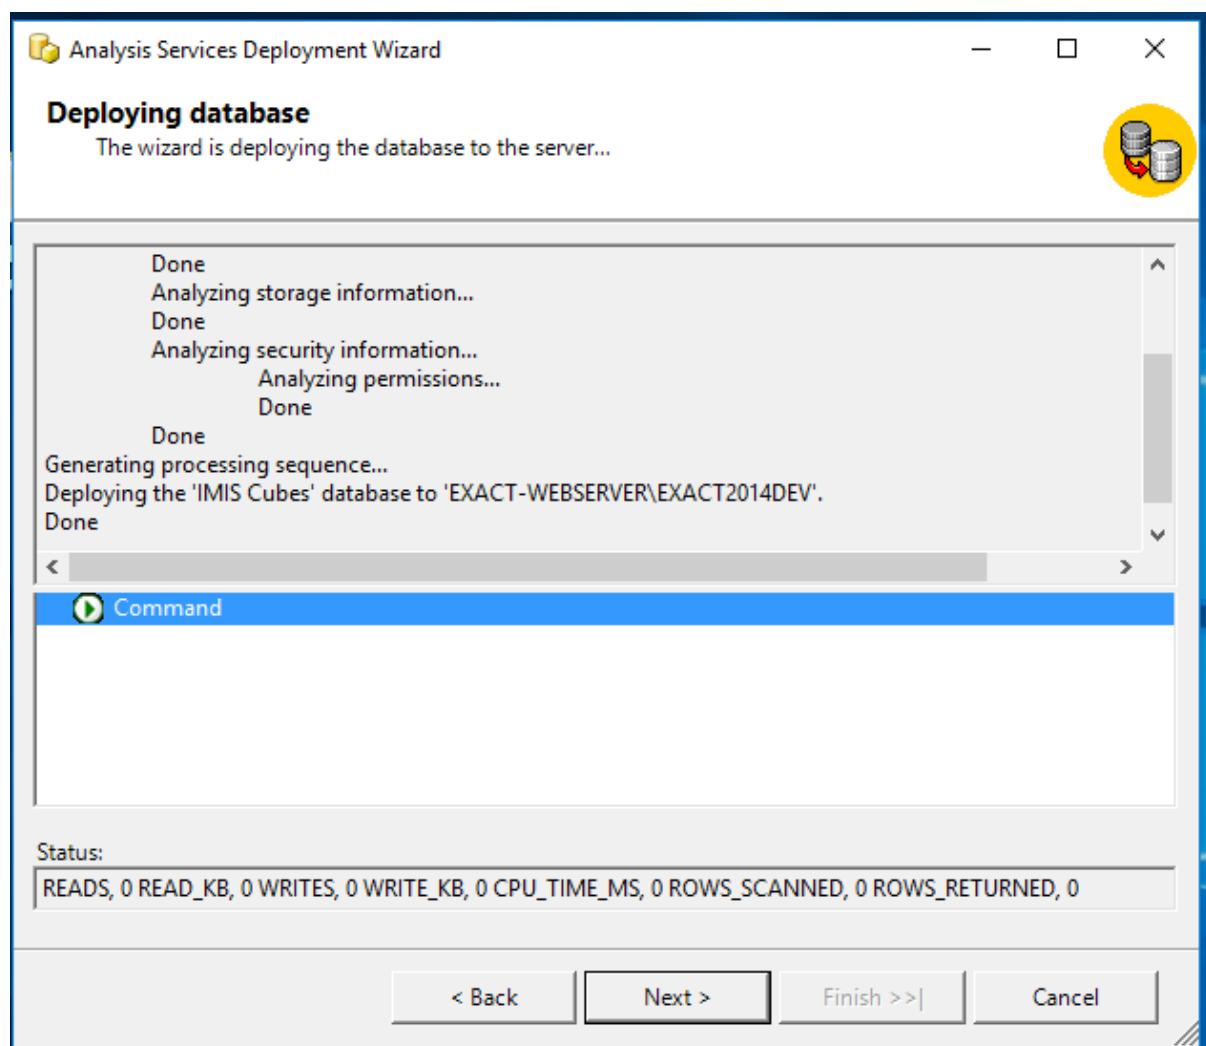 Analysis Services Deployment Wizard
Deploying database
The wizard is deploying the database to the server...
Done
Analyzing storage information...
Done
Analyzing security information...
Analyzing permissions...
Done
Done
Generating processing sequence...
Deploying the 'IMIS Cubes' database to 'EXACT-WEBSERVER\EXACT2014DEV'.
Done
Command
Status:
READS, 0 READ_KB, 0 WRITES, 0 WRITE_KB, 0 CPU_TIME_MS, 0 ROWS_SCANNED, 0 ROWS_RETURNED, 0
< Back Next > Finish >>| Cancel